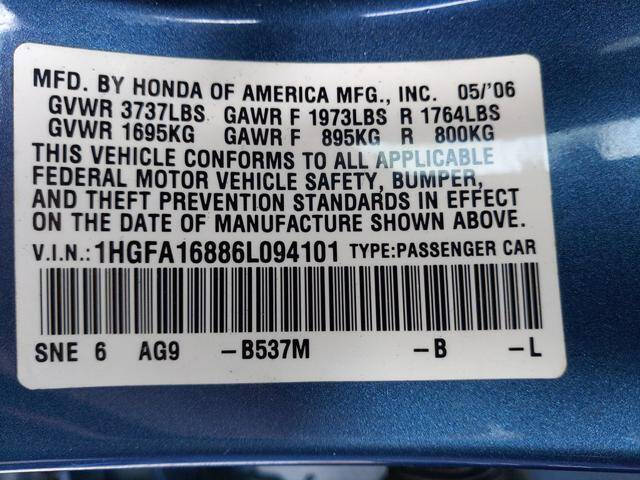 MFD. BY HONDA OF AMERICA MFG., INC. 05/'06
GVWR 3737LBS GAWR F 1973LBS R 1764LBS
GVWR 1695KG GAWR F 895KG R 800KG
THIS VEHICLE CONFORMS TO ALL APPLICABLE
FEDERAL MOTOR VEHICLE SAFETY, BUMPER,
AND THEFT PREVENTION STANDARDS IN EFFECT
ON THE DATE OF MANUFACTURE SHOWN ABOVE.
V.I.N.: 1HGFA16886L094101 TYPE:PASSENGER CAR
SNE 6 AG9 -B537M -B -L